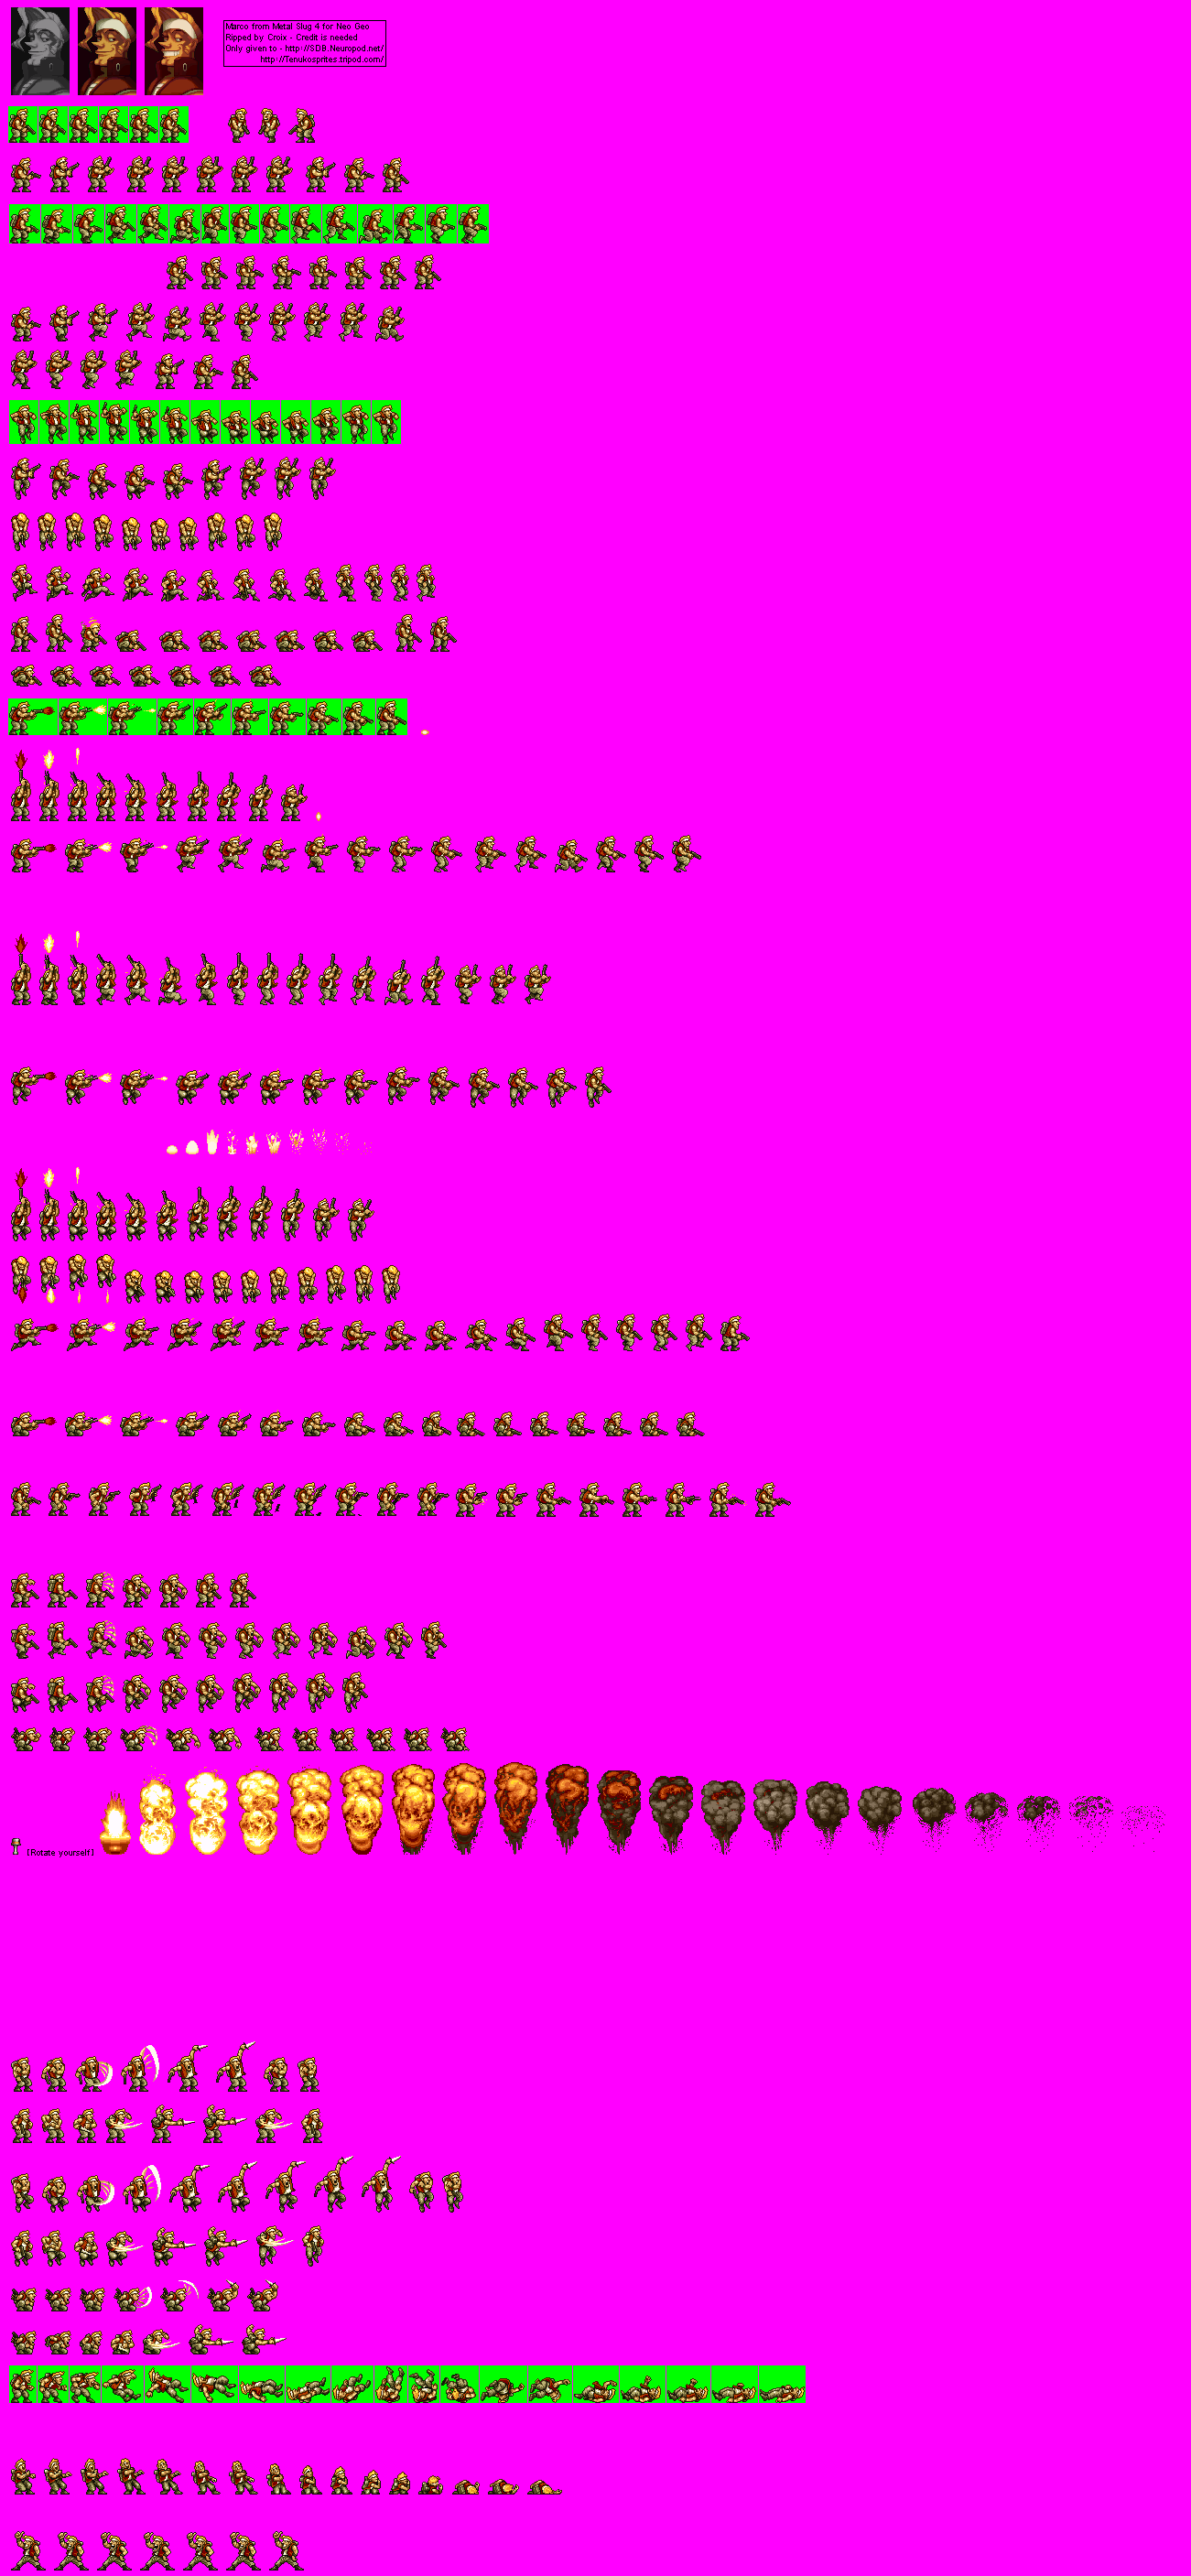 Marco from Metal Slug 4 for Neo Geo
Ripped by: Croix - Credit is needed
Only given to - http://SDB.Neuropod.net/
http://Tenukosprites.tripod.com/
[Rotate yourself]